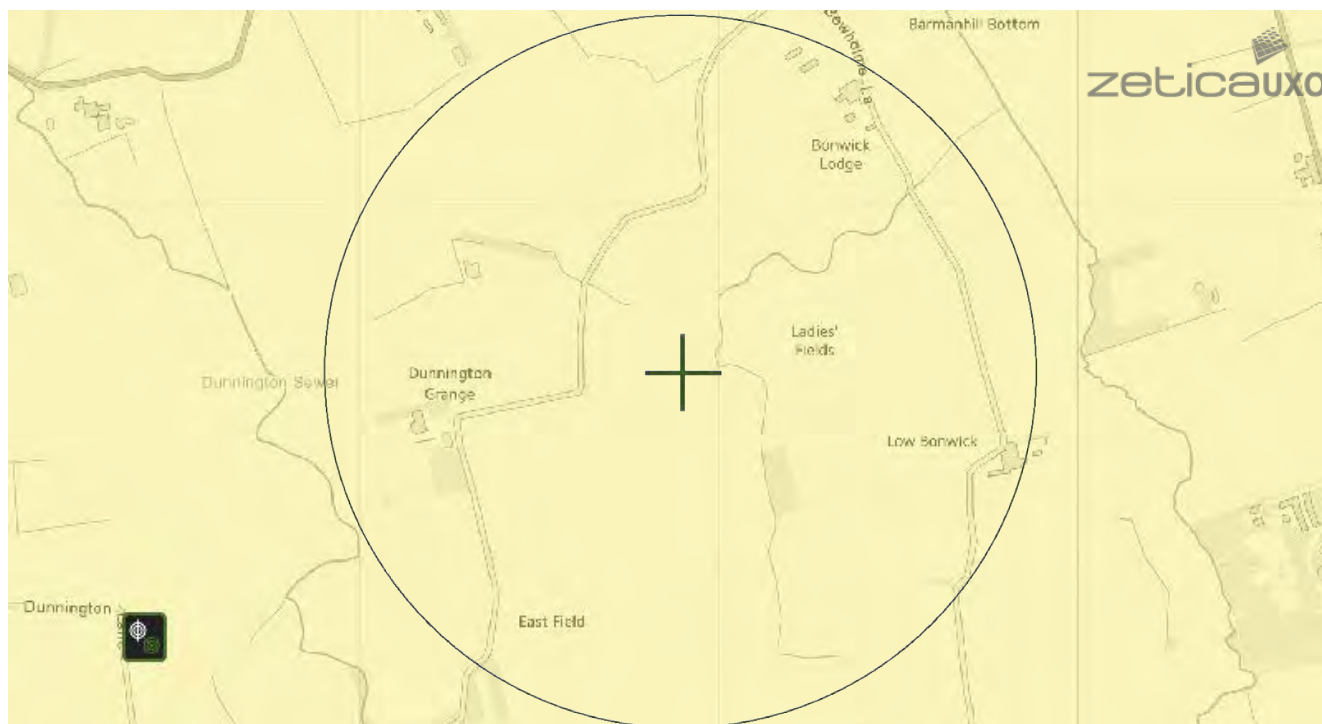 Barmanhill Bottom
zeticauxo
Bonwick
Lodge
Ladies'
Fields
Dunnington Sewer
Dunnington
Grange
Low Bonwick
Dunnington
East Field